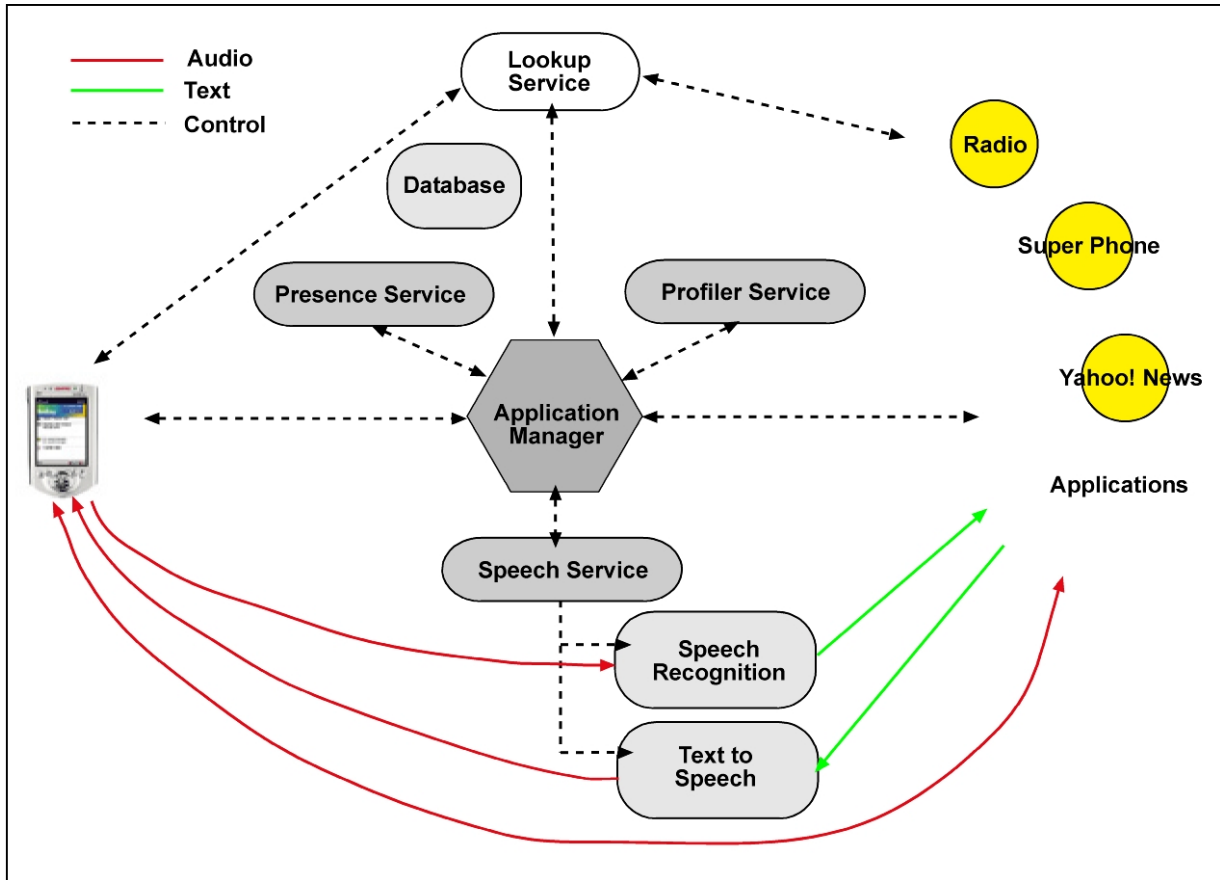 Audio
Text
Control
Lookup
Service
Radio
Database
Super Phone
Presence Service
Profiler Service
Yahoo! News
Application
Manager
Applications
Speech Service
Speech
Recognition
Text to
Speech